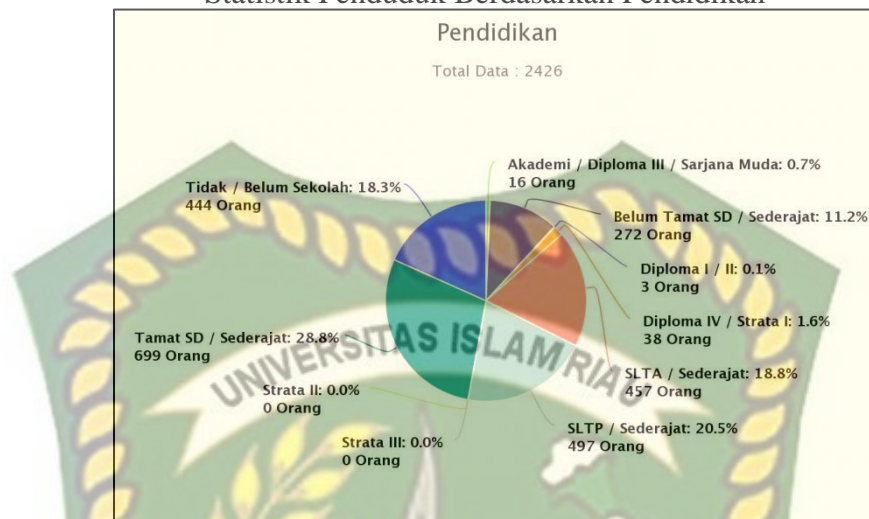 Statistik Penduduk Berdasarkan Pendidikan
Pendidikan
Total Data : 2426
Akademi / Diploma III / Sarjana Muda: 0.7%
16 Orang
Tidak / Belum Sekolah: 18.3%
444 Orang
Belum Tamat SD / Sederajat: 11.2%
272 Orang
Diploma I / II: 0.1%
3 Orang
Diploma IV / Strata I: 1.6%
38 Orang
Tamat SD / Sederajat: 28.8%
699 Orang
SLTA / Sederajat: 18.8%
457 Orang
Strata II: 0.0%
0 Orang
SLTP / Sederajat: 20.5%
497 Orang
Strata III: 0.0%
0 Orang
UNIVERSITAS ISLAM RIAU